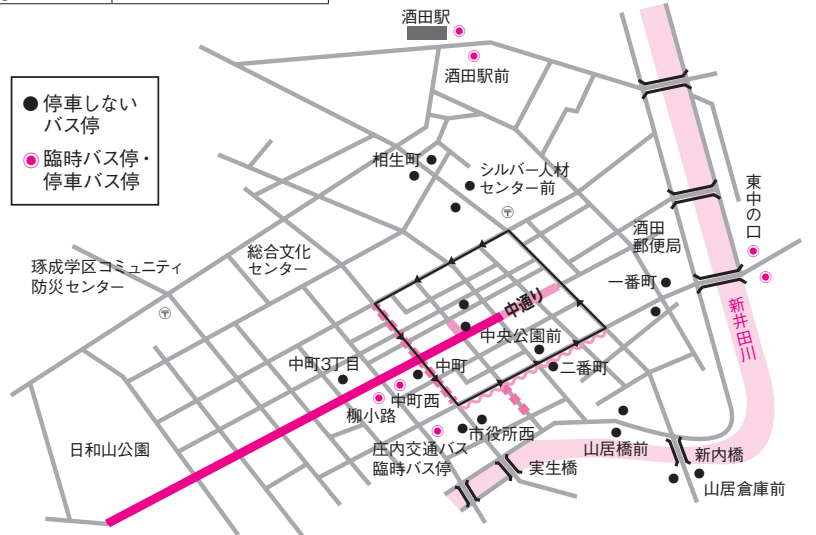 酒田駅
酒田駅前
● 停車しない
バス停
◉ 臨時バス停・
停車バス停
相生町
シルバー人材
センター前
〒
東中の口
酒田
郵便局
総合文化
センター
琢成学区コミュニティ
防災センター
〒
一番町
中通り
新井田川
中央公園前
中町3丁目
中町
二番町
中町西
柳小路
市役所西
庄内交通バス
臨時バス停
日和山公園
山居橋前
新内橋
実生橋
山居倉庫前